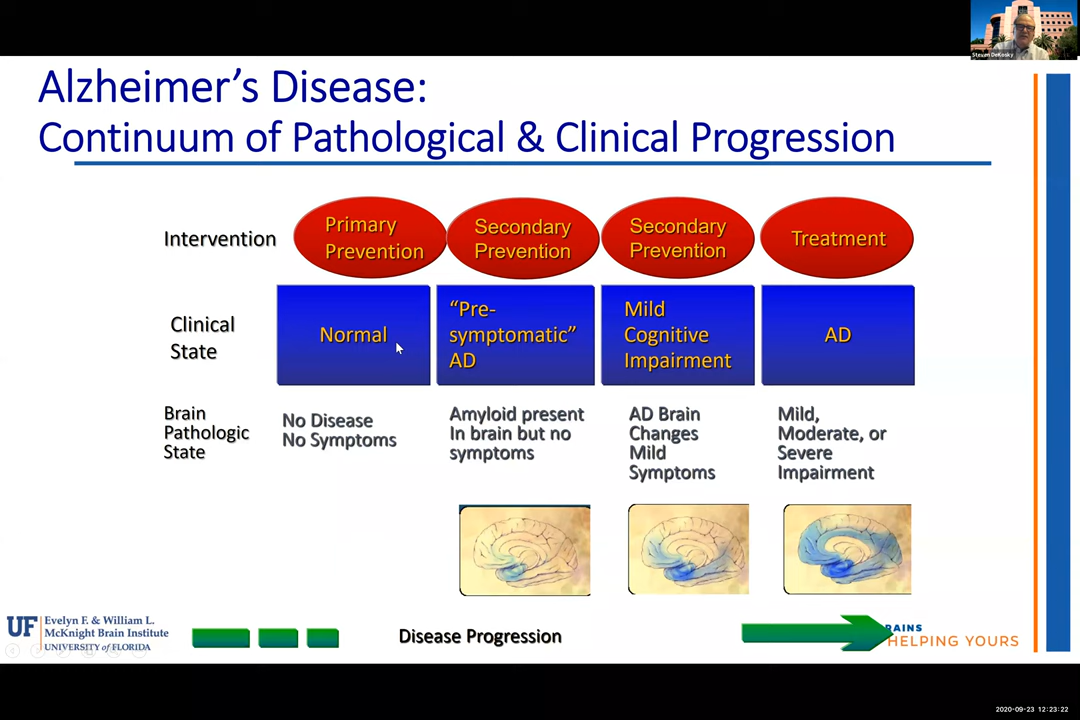 Steven DeKosky
Alzheimer's Disease:
Continuum of Pathological & Clinical Progression
Intervention
Primary
Prevention
Secondary
Prevention
Secondary
Prevention
Treatment
Clinical
State
Normal
"Pre-
symptomatic"
AD
Mild
Cognitive
Impairment
AD
Brain
Pathologic
State
No Disease
No Symptoms
Amyloid present
In brain but no
symptoms
AD Brain
Changes
Mild
Symptoms
Mild,
Moderate, or
Severe
Impairment
UF
Evelyn F. & William L.
McKnight Brain Institute
UNIVERSITY of FLORIDA
Disease Progression
RAINS
HELPING YOURS
2020-09-23 12:23:22